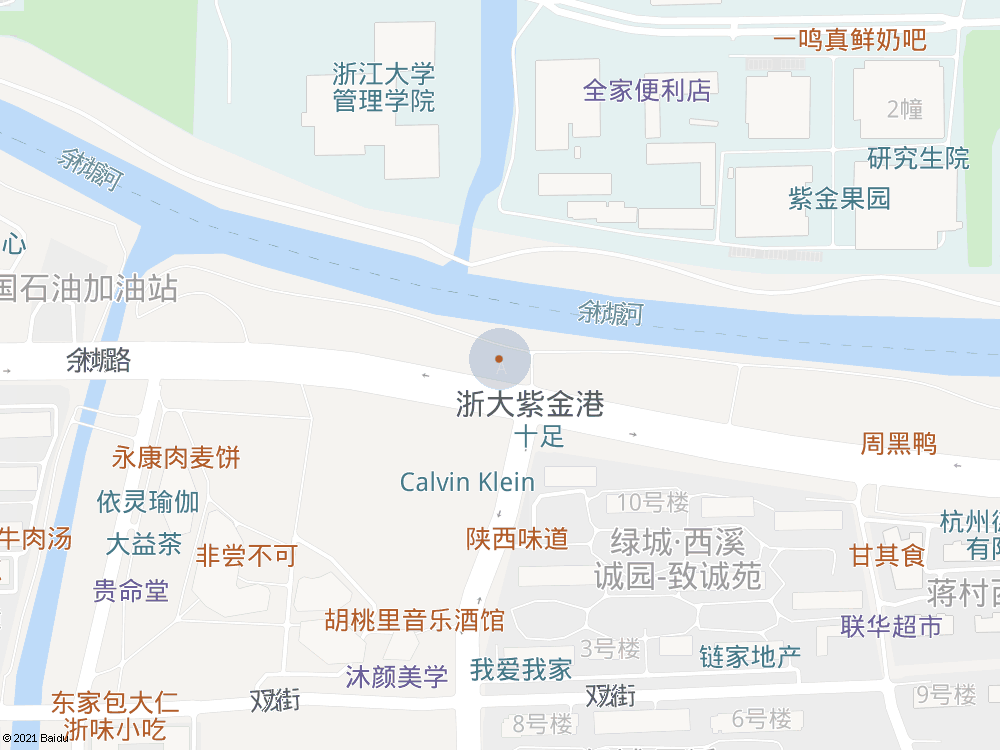 一鸣真鲜奶吧
浙江大学
管理学院
全家便利店
2幢
余杭塘河
研究生院
紫金果园
心
国石油加油站
余杭塘河
余杭塘路
浙大紫金港
十足
周黑鸭
永康肉麦饼
Calvin Klein
依灵瑜伽
10号楼
杭州
有限
牛肉汤
大益茶
陕西味道
绿城·西溪
诚园-致诚苑
非尝不可
甘其食
贵命堂
蒋村西
胡桃里音乐酒馆
联华超市
3号楼
链家地产
沐颜美学
我爱我家
东家包大仁
浙味小吃
双龙街
双龙街
9号楼
8号楼
6号楼
© 2021 Baidu